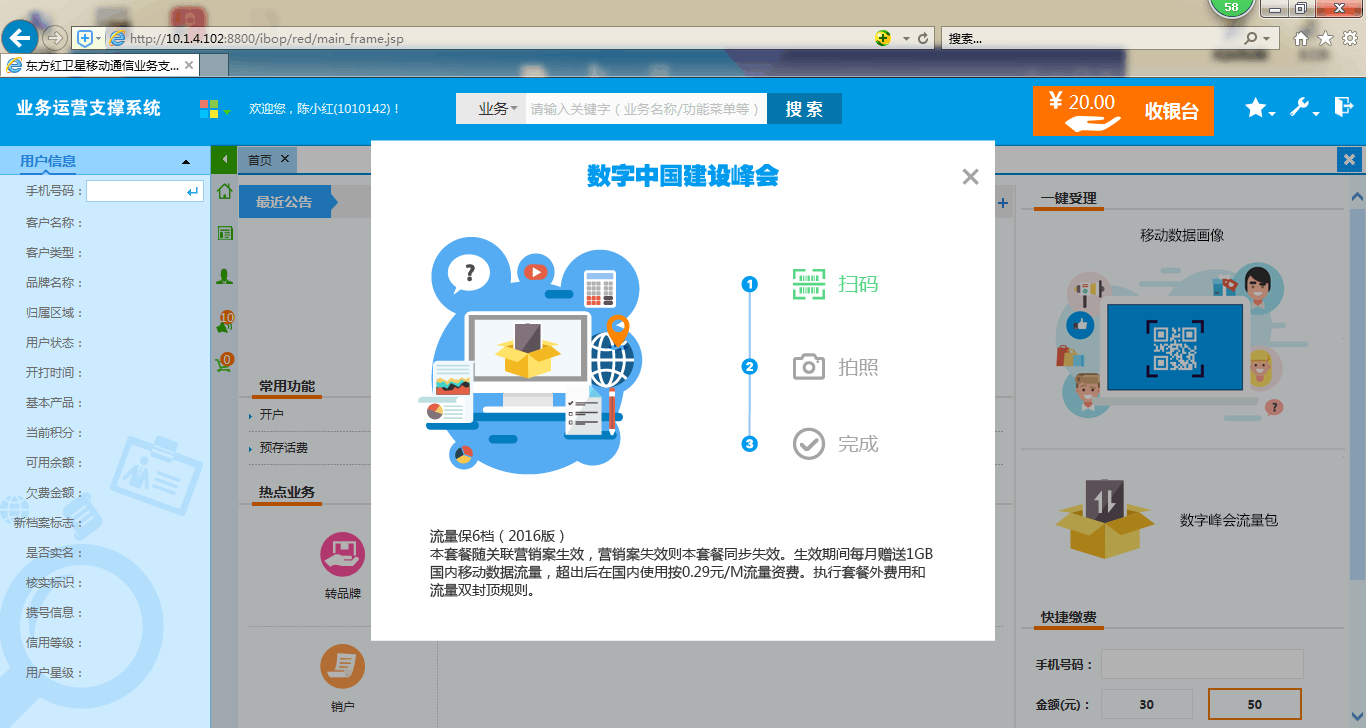 58
http://10.1.4.102:8800/ibop/red/main_frame.jsp
搜索...
东方红卫星移动通信业务支...
业务运营支撑系统
欢迎您，陈小红(1010142)！
业务
请输入关键字（业务名称/功能菜单等）
搜 索
¥ 20.00
收银台
用户信息
手机号码：
客户名称：
客户类型：
品牌名称：
归属区域：
用户状态：
开打时间：
基本产品：
当前积分：
可用余额：
欠费金额：
新档案标志：
是否实名：
核实标识：
携号信息：
信用等级：
用户星级：
10
0
首页
最近公告
常用功能
开户
预存话费
热点业务
转品牌
销户
数字中国建设峰会
?
1
扫码
2
拍照
3
完成
流量保6档（2016版）
本套餐随关联营销案生效，营销案失效则本套餐同步失效。生效期间每月赠送1GB
国内移动数据流量，超出后在国内使用按0.29元/M流量资费。执行套餐外费用和
流量双封顶规则。
一键受理
移动数据画像
?
数字峰会流量包
快捷缴费
手机号码：
金额(元)：
30
50